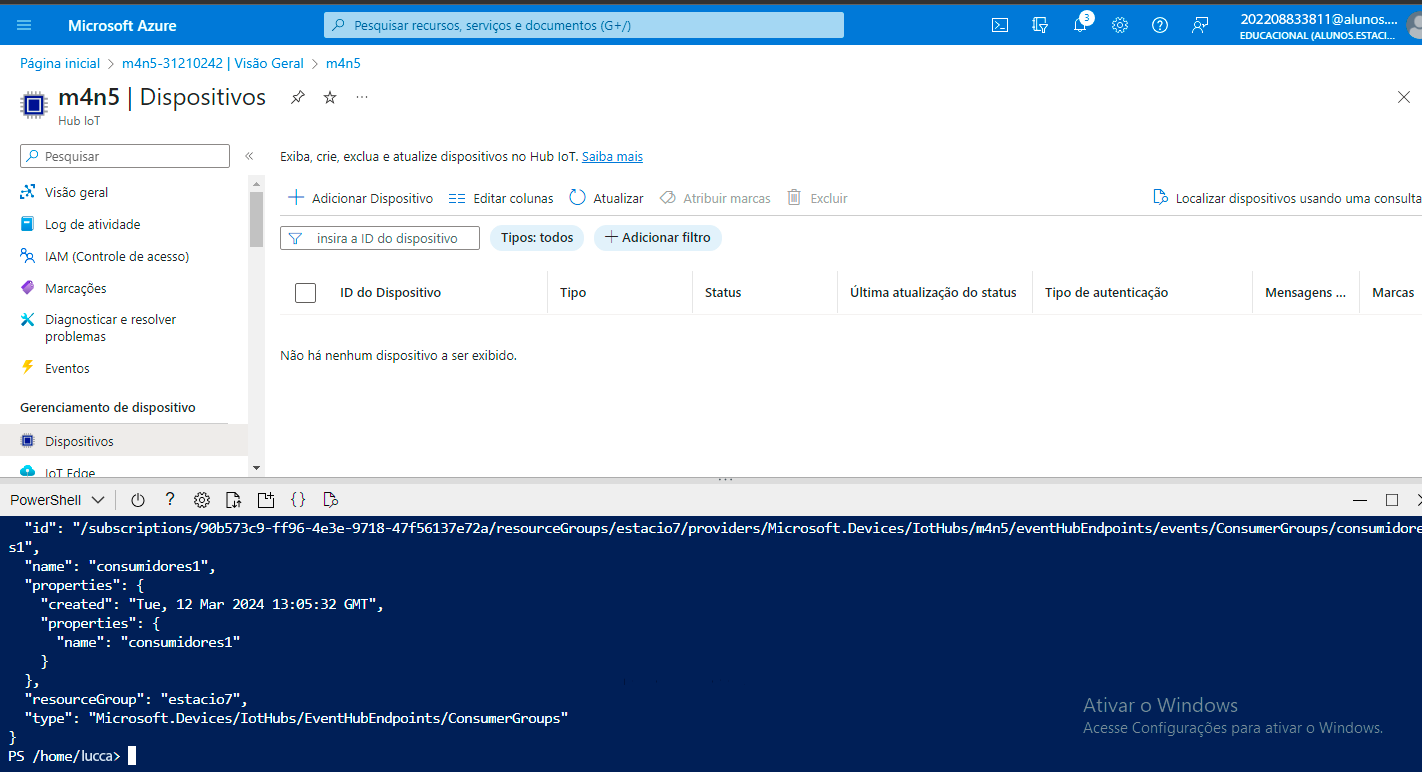 Microsoft Azure
Pesquisar recursos, serviços e documentos (G+/)
3
202208833811@alunos....
EDUCACIONAL (ALUNOS.ESTACI...
Página inicial > m4n5-31210242 | Visão Geral > m4n5
m4n5 | Dispositivos
Hub IoT
Pesquisar
Visão geral
Log de atividade
IAM (Controle de acesso)
Marcações
Diagnosticar e resolver
problemas
Eventos
Gerenciamento de dispositivo
Dispositivos
IoT Edge
Exiba, crie, exclua e atualize dispositivos no Hub IoT. Saiba mais
Adicionar Dispositivo Editar colunas Atualizar Atribuir marcas Excluir Localizar dispositivos usando uma consulta
insira a ID do dispositivo Tipos: todos Adicionar filtro
ID do Dispositivo Tipo Status Última atualização do status Tipo de autenticação Mensagens ... Marcas
Não há nenhum dispositivo a ser exibido.
PowerShell
"id": "/subscriptions/90b573c9-ff96-4e3e-9718-47f56137e72a/resourceGroups/estacio7/providers/Microsoft.Devices/IotHubs/m4n5/eventHubEndpoints/events/ConsumerGroups/consumidore
s1",
"name": "consumidores1",
"properties": {
"created": "Tue, 12 Mar 2024 13:05:32 GMT",
"properties": {
"name": "consumidores1"
}
},
"resourceGroup": "estacio7",
"type": "Microsoft.Devices/IotHubs/EventHubEndpoints/ConsumerGroups"
}
PS /home/lucca>
Ativar o Windows
Acesse Configurações para ativar o Windows.